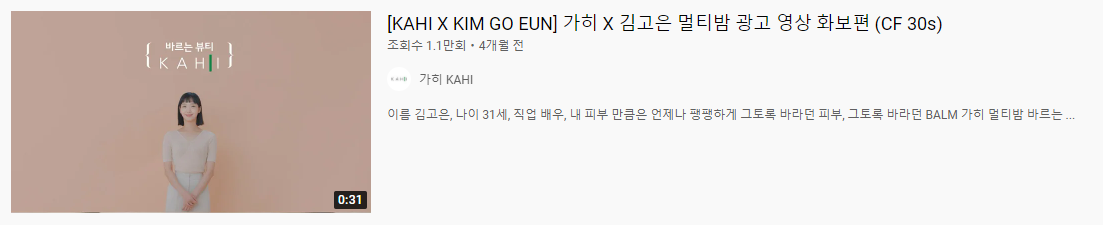 바르는 뷰티
KAHI
0:31
[KAHI X KIM GO EUN] 가히 X 김고은 멀티밤 광고 영상 화보편 (CF 30s)
조회수 1.1만회 • 4개월 전
KAHI
가히 KAHI
이름 김고은, 나이 31세, 직업 배우, 내 피부 만큼은 언제나 팽팽하게 그토록 바라던 피부, 그토록 바라던 BALM 가히 멀티밤 바르는 ...